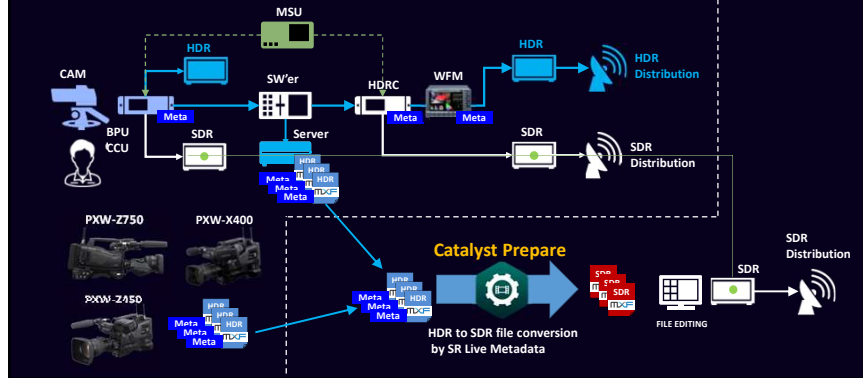 MSU
HDR
CAM
SW'er
HDRC
WFM
HDR
HDR
Distribution
Meta
Meta
Meta
BPU
CCU
SDR
Server
SDR
SDR
Distribution
HDR
HDR
HDR
Meta
Meta
Meta
MXF
PXW-Z750
PXW-X400
Catalyst Prepare
SDR
Distribution
SDR
SDR
SDR
SDR
MXF
HDR
HDR
HDR
Meta
Meta
Meta
MXF
PXW-Z450
HDR
HDR
HDR
Meta
Meta
Meta
MXF
FILE EDITING
HDR to SDR file conversion
by SR Live Metadata